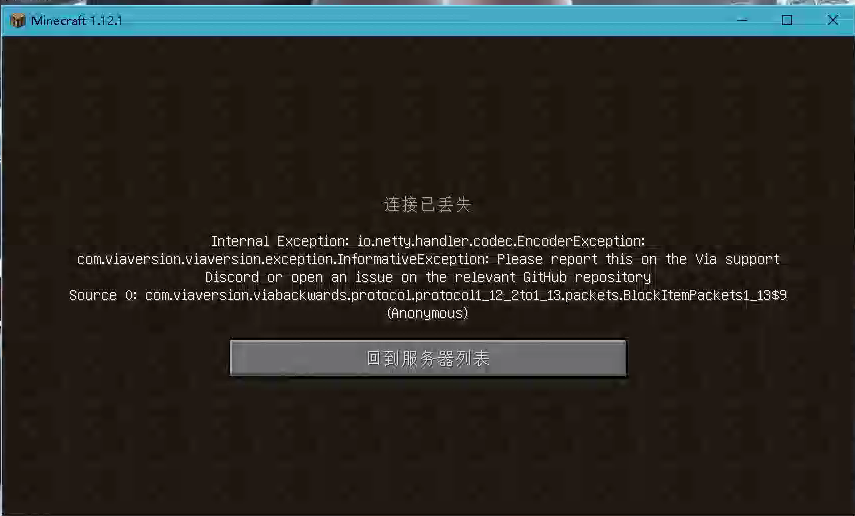 Minecraft 1.12.1
连接已丢失
Internal Exception: io.netty.handler.codec.EncoderException:
com.viaversion.viaversion.exception.InformativeException: Please report this on the Via support
Discord or open an issue on the relevant GitHub repository
Source 0: com.viaversion.viabackwards.protocol.protocol1_12_2to1_13.packets.BlockItemPackets1_13$9
(Anonymous)
回到服务器列表